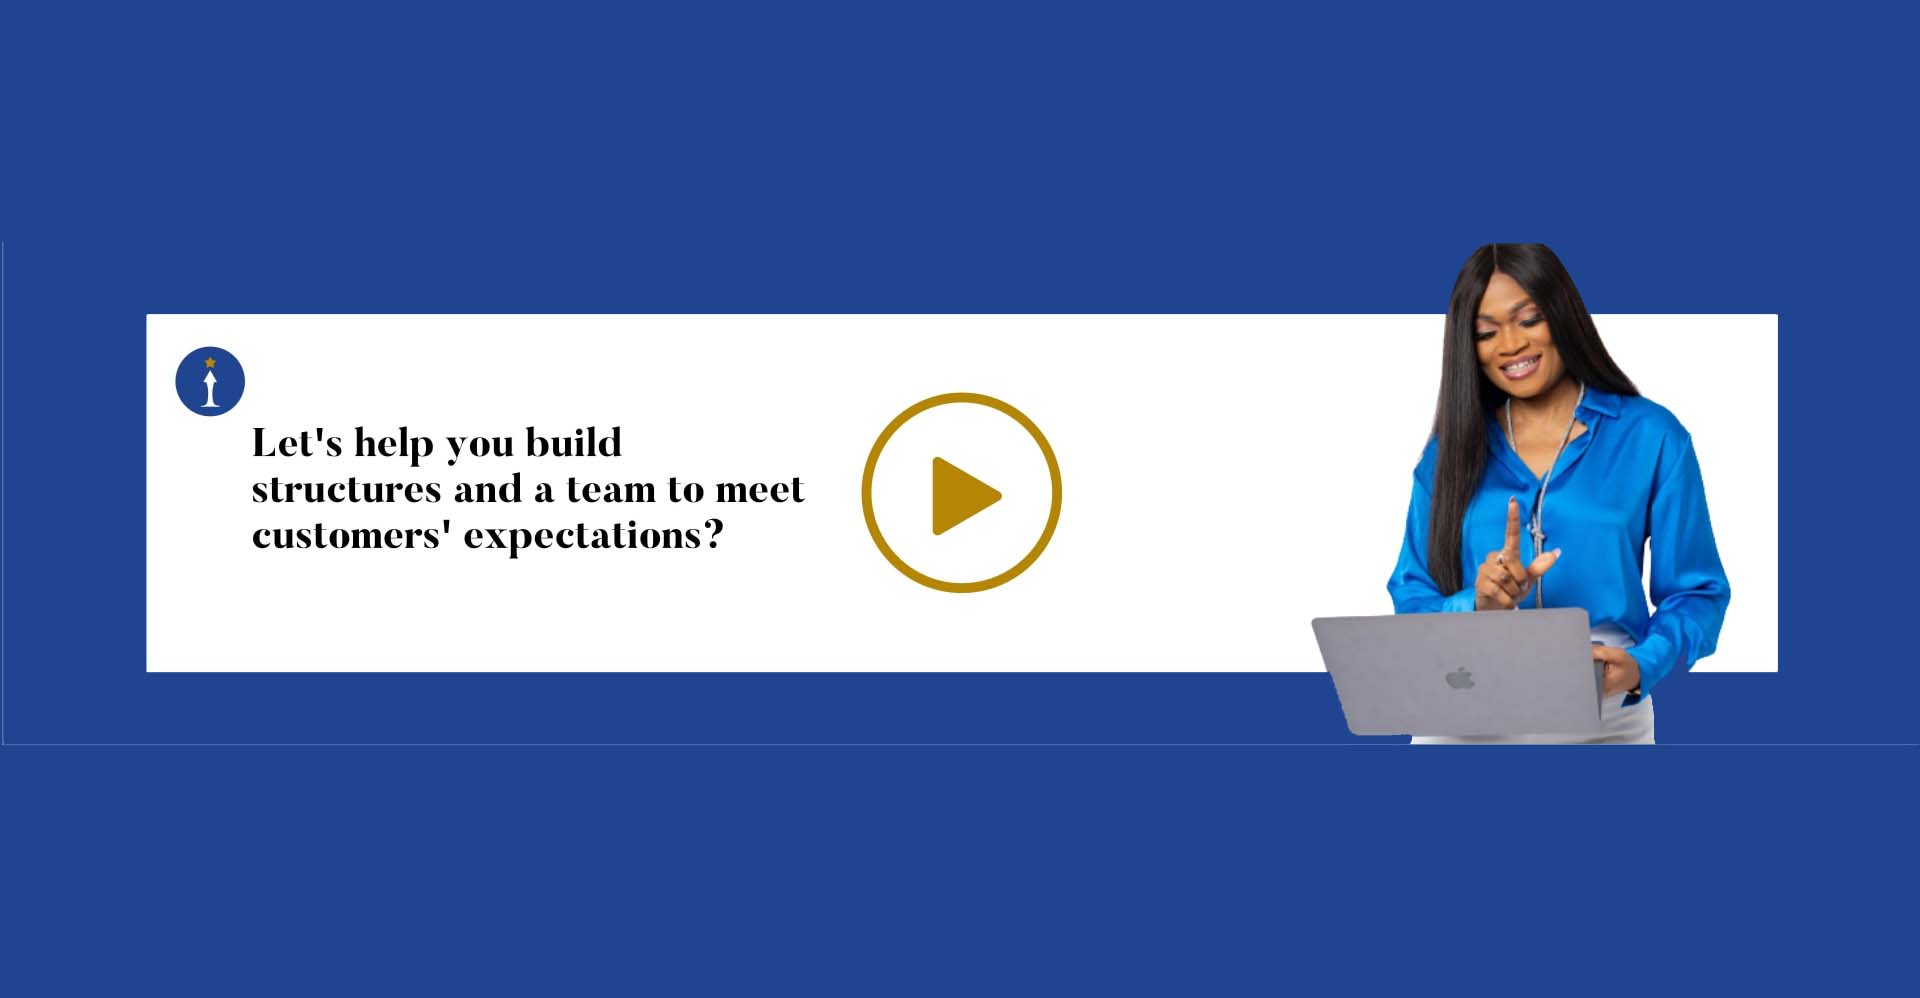 Let's help you build
structures and a team to meet
customers' expectations?